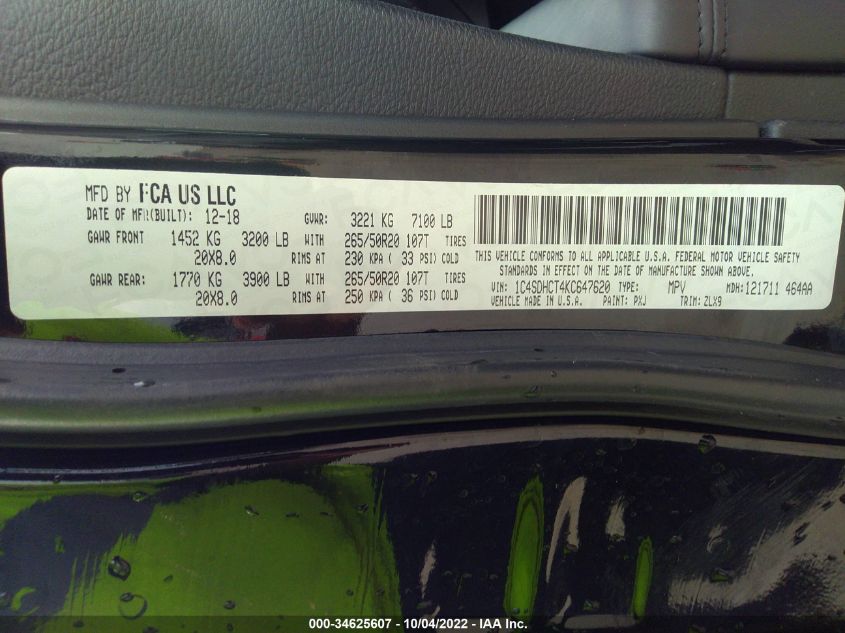 MFD BY FCA US LLC
DATE OF MFR(BUILT): 12-18 GVWR: 3221 KG 7100 LB
GAWR FRONT 1452 KG 3200 LB WITH 265/50R20 107T TIRES
20X8.0 RIMS AT 230 KPA ( 33 PSI) COLD
GAWR REAR: 1770 KG 3900 LB WITH 265/50R20 107T TIRES
20X8.0 RIMS AT 250 KPA ( 36 PSI) COLD
THIS VEHICLE CONFORMS TO ALL APPLICABLE U.S.A. FEDERAL MOTOR VEHICLE SAFETY
STANDARDS IN EFFECT ON THE DATE OF MANUFACTURE SHOWN ABOVE.
VIN: 1C4SDHCT4KC647620 TYPE: MPV MDH:121711 464AA
VEHICLE MADE IN U.S.A. PAINT: PXJ TRIM: ZLX9
000-34625607 - 10/04/2022 - IAA Inc.